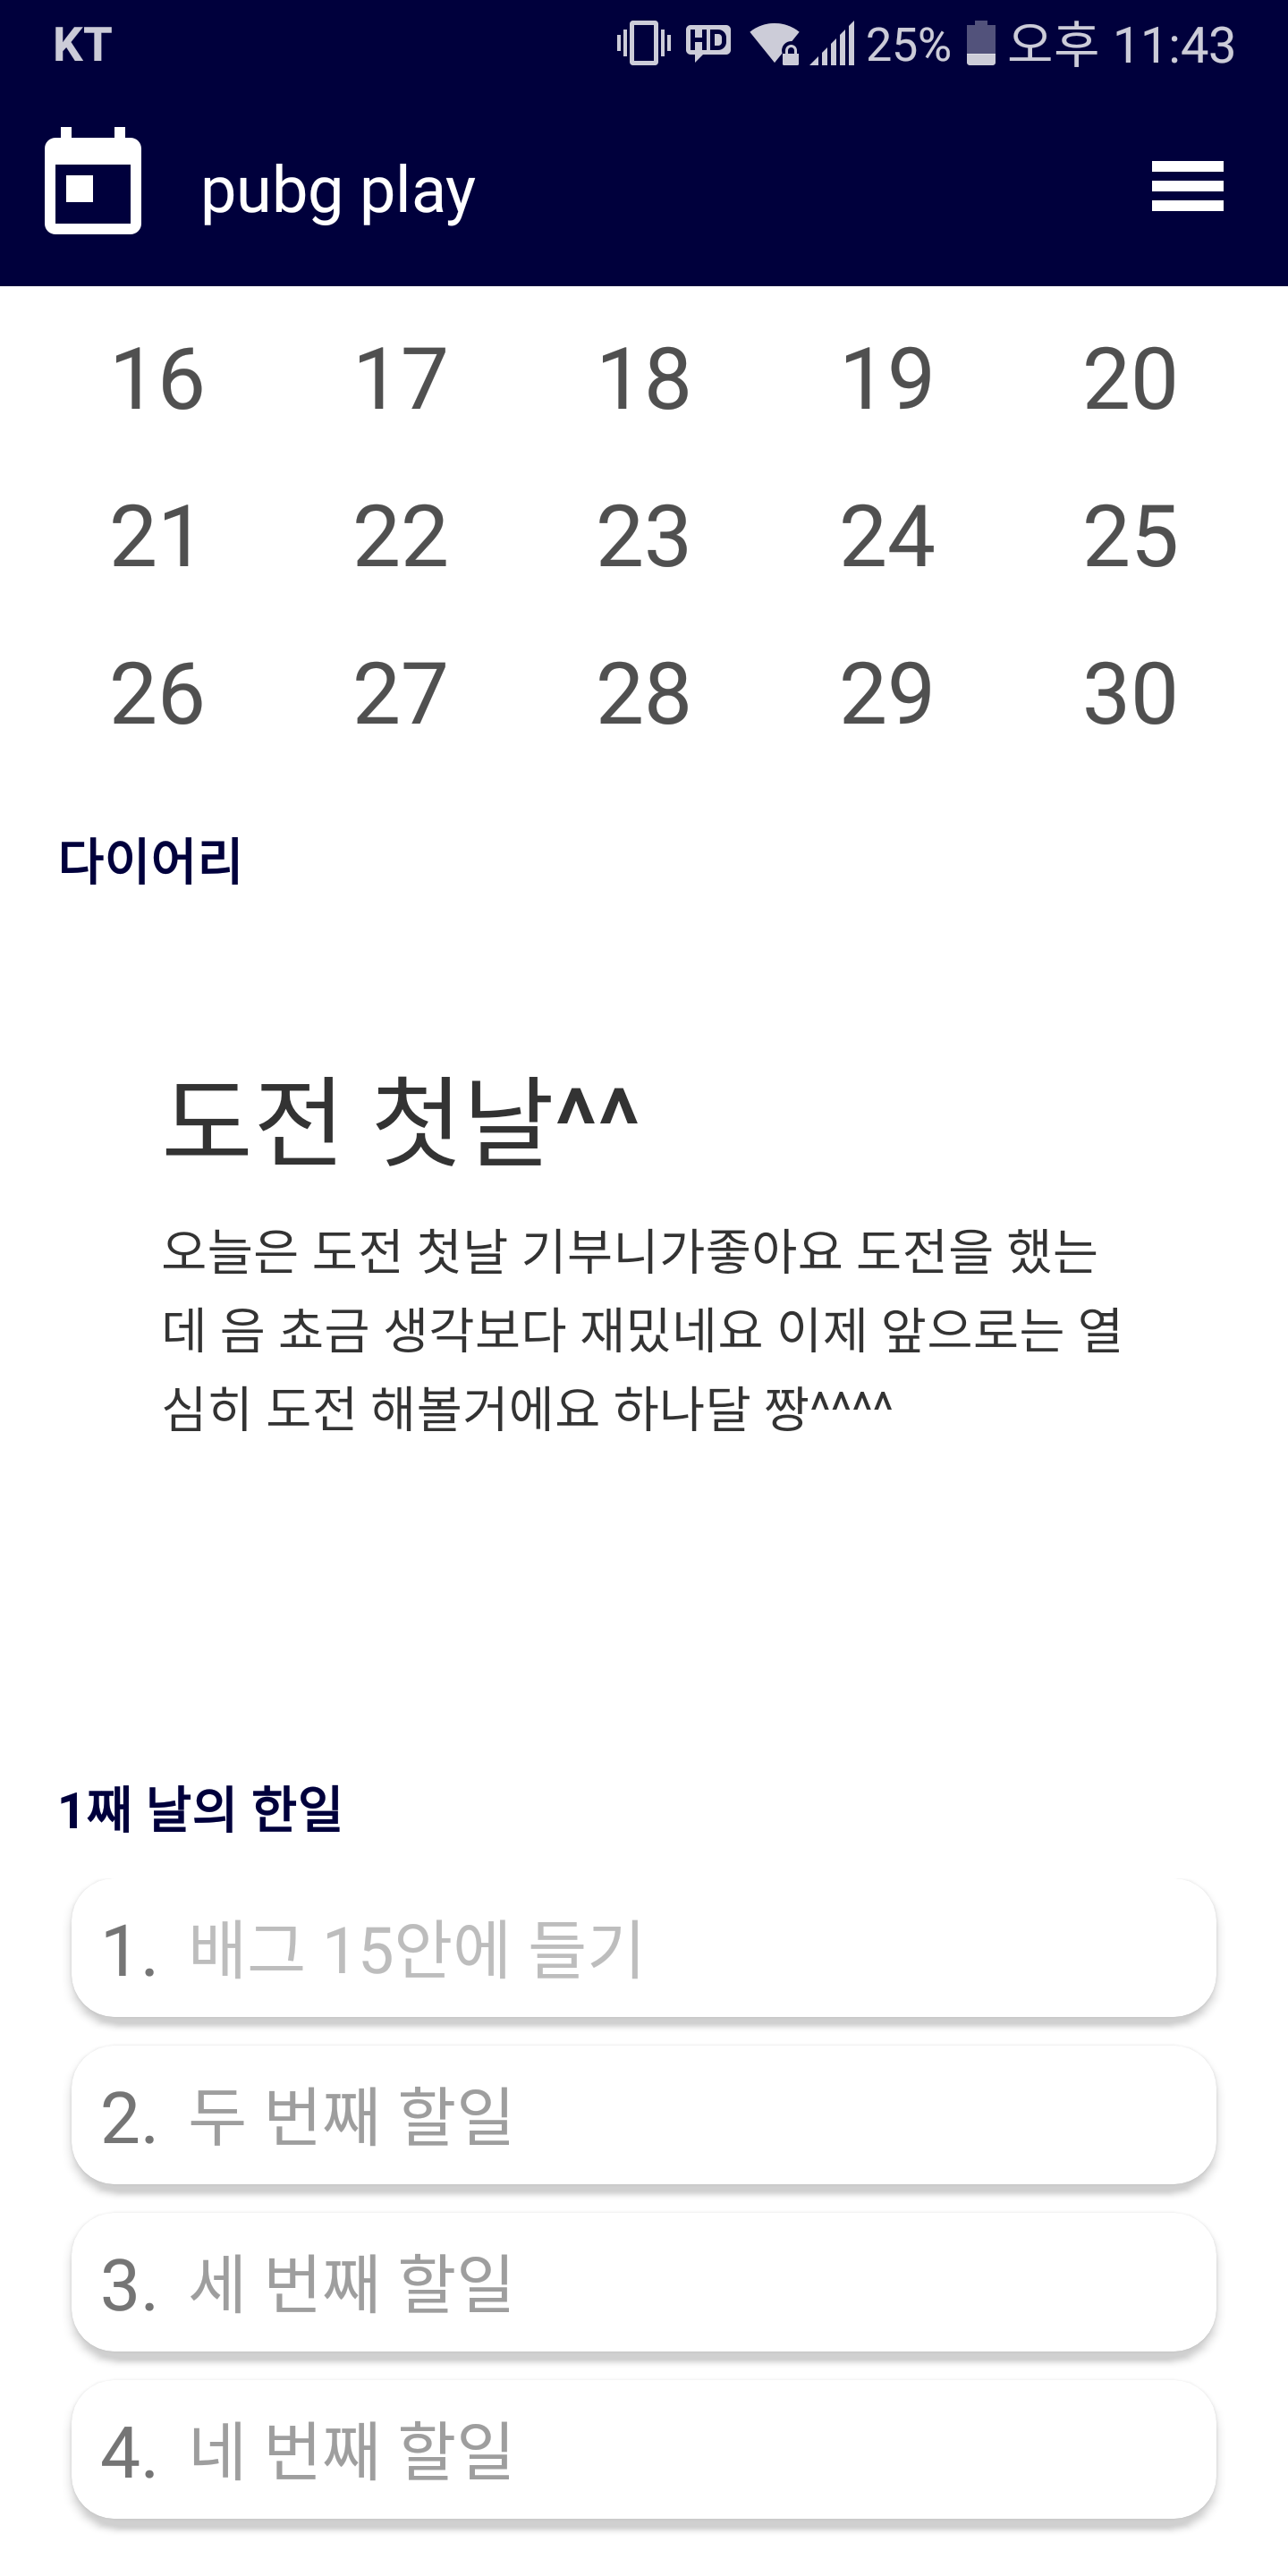 KT HD 25% 오후 11:43
pubg play
16 17 18 19 20
21 22 23 24 25
26 27 28 29 30
다이어리
도전 첫날^^
오늘은 도전 첫날 기부니가좋아요 도전을 했는
데 음 쵸금 생각보다 재밌네요 이제 앞으로는 열
심히 도전 해볼거에요 하나달 짱^^^^
1째 날의 한일
1. 배그 15안에 들기
2. 두 번째 할일
3. 세 번째 할일
4. 네 번째 할일